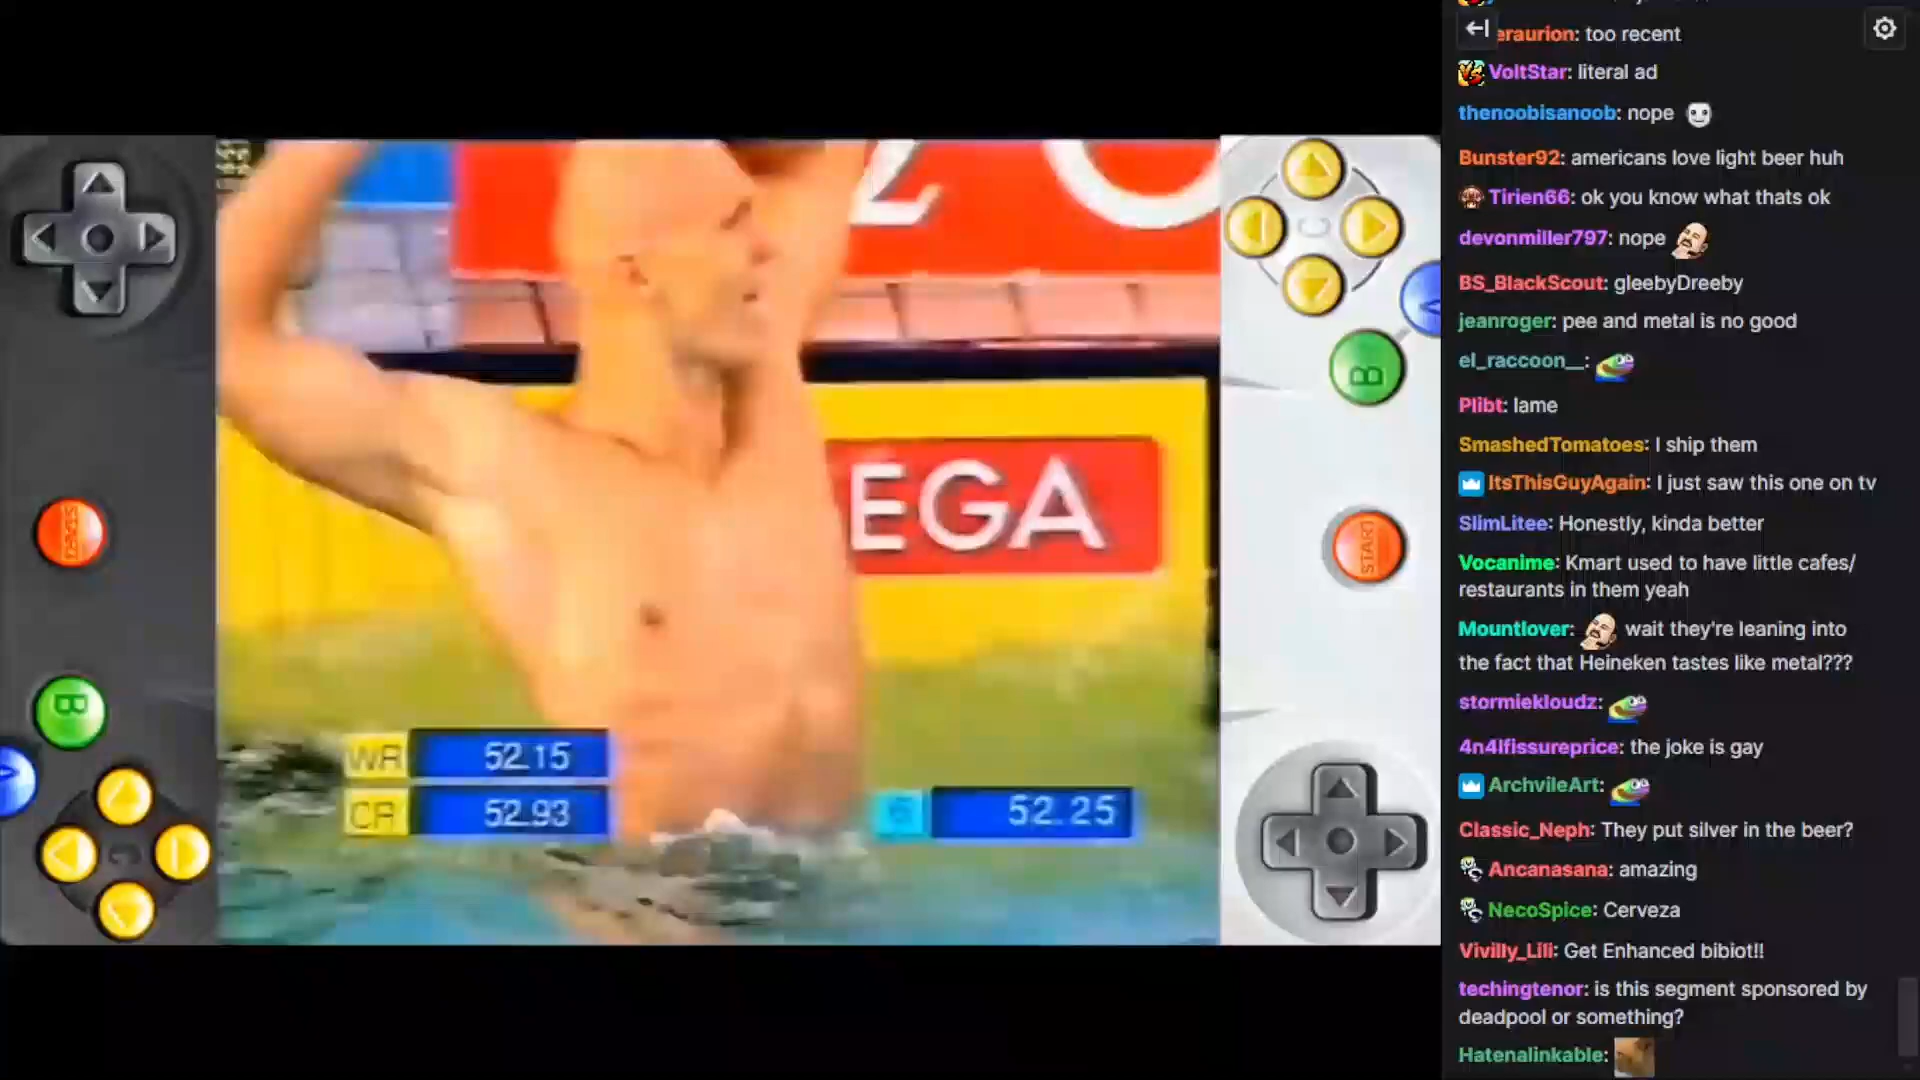 EGA
WR 52.15
CR 52.93
6 52.25
START
B
START
B
C
eraurion: too recent
VoltStar: literal ad
thenoobisanoob: nope
Bunster92: americans love light beer huh
Tirien66: ok you know what thats ok
devonmiller797: nope
BS_BlackScout: gleebyDreeby
jeanroger: pee and metal is no good
el_raccoon__:
Plibt: lame
SmashedTomatoes: I ship them
ItsThisGuyAgain: I just saw this one on tv
SlimLitee: Honestly, kinda better
Vocanime: Kmart used to have little cafes/
restaurants in them yeah
Mountlover: wait they're leaning into
the fact that Heineken tastes like metal???
stormiekloudz:
4n4lfissureprice: the joke is gay
ArchvileArt:
Classic_Neph: They put silver in the beer?
Ancanasana: amazing
NecoSpice: Cerveza
Vivilly_Lili: Get Enhanced bibiot!!
techingtenor: is this segment sponsored by
deadpool or something?
Hatenalinkable: